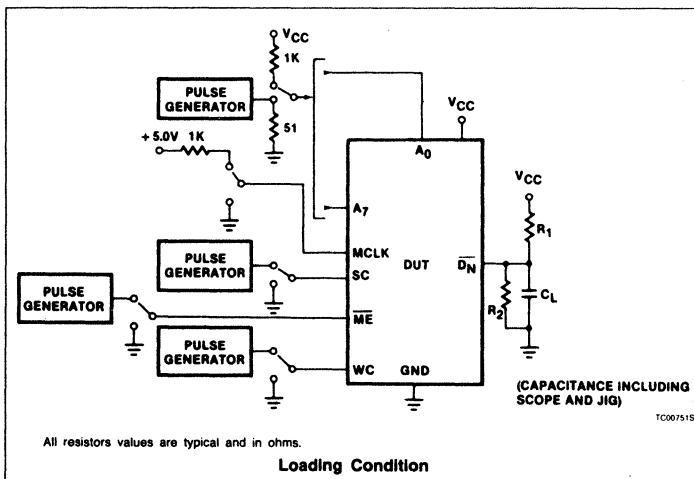 VCC
1K
PULSE
GENERATOR
51
VCC
+ 5.0V 1K
A0
VCC
A7
R1
MCLK
DUT
DN
PULSE
GENERATOR
SC
R2
CL
PULSE
GENERATOR
ME
PULSE
GENERATOR
WC
GND
(CAPACITANCE INCLUDING
SCOPE AND JIG)
TC00751S
All resistors values are typical and in ohms.
Loading Condition